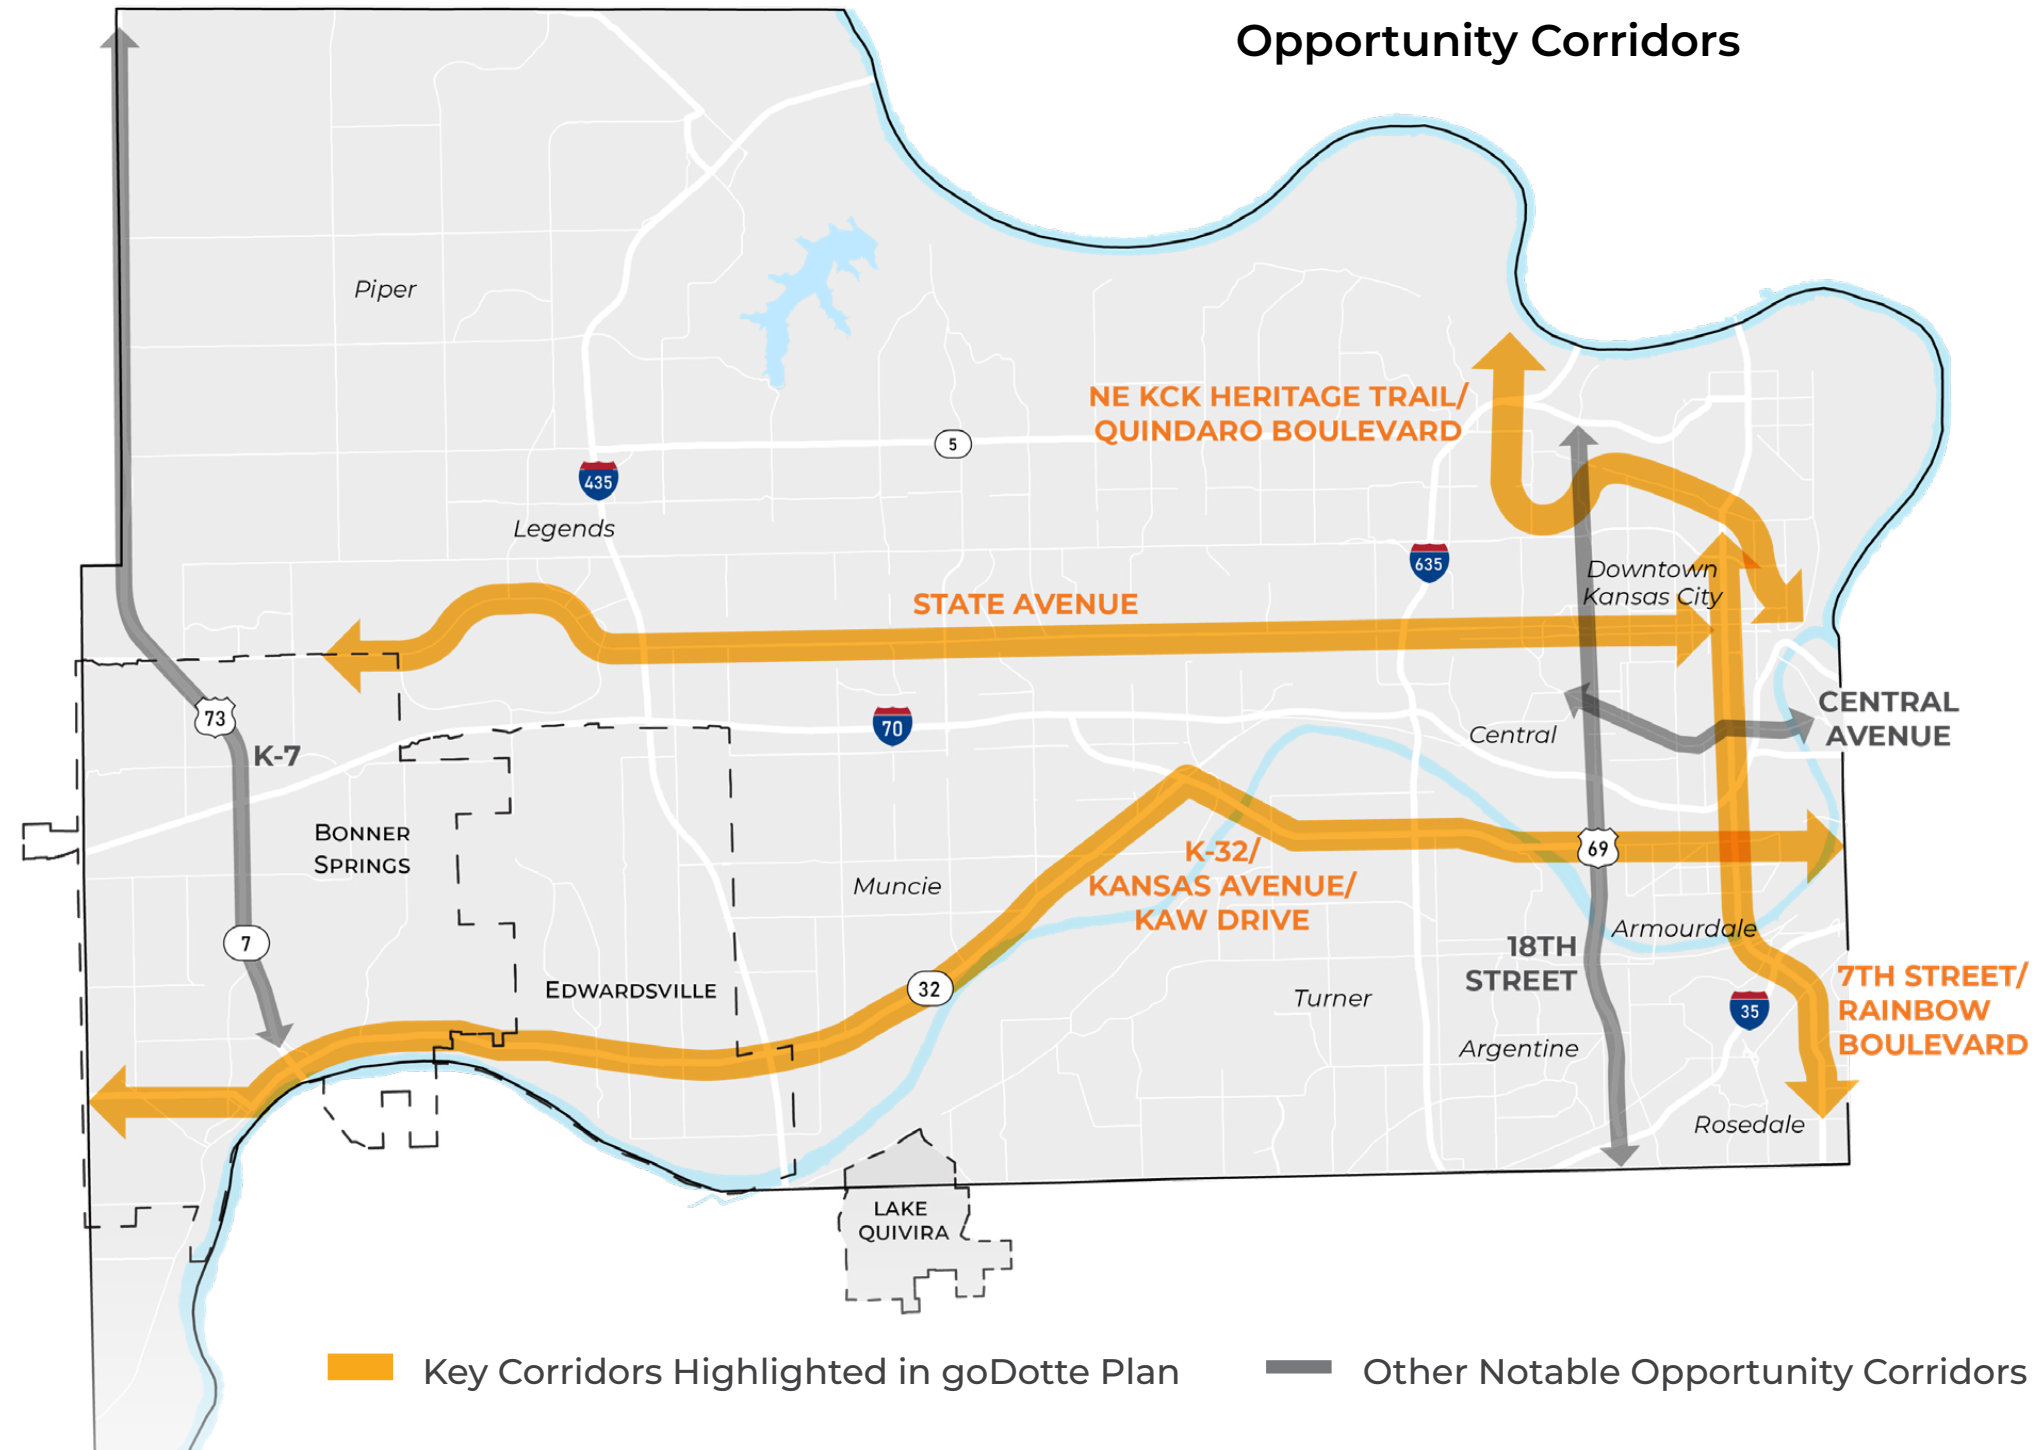 Opportunity Corridors
Piper
NE KCK HERITAGE TRAIL/
QUINDARO BOULEVARD
5
435
Legends
635
Downtown
Kansas City
STATE AVENUE
73
K-7
70
CENTRAL
AVENUE
Central
BONNER
SPRINGS
69
K-32/
KANSAS AVENUE/
KAW DRIVE
Muncie
7
Armourdale
18TH
STREET
EDWARDSVILLE
32
Turner
7TH STREET/
RAINBOW
BOULEVARD
35
Argentine
Rosedale
LAKE
QUIVIRA
Key Corridors Highlighted in goDotte Plan
Other Notable Opportunity Corridors